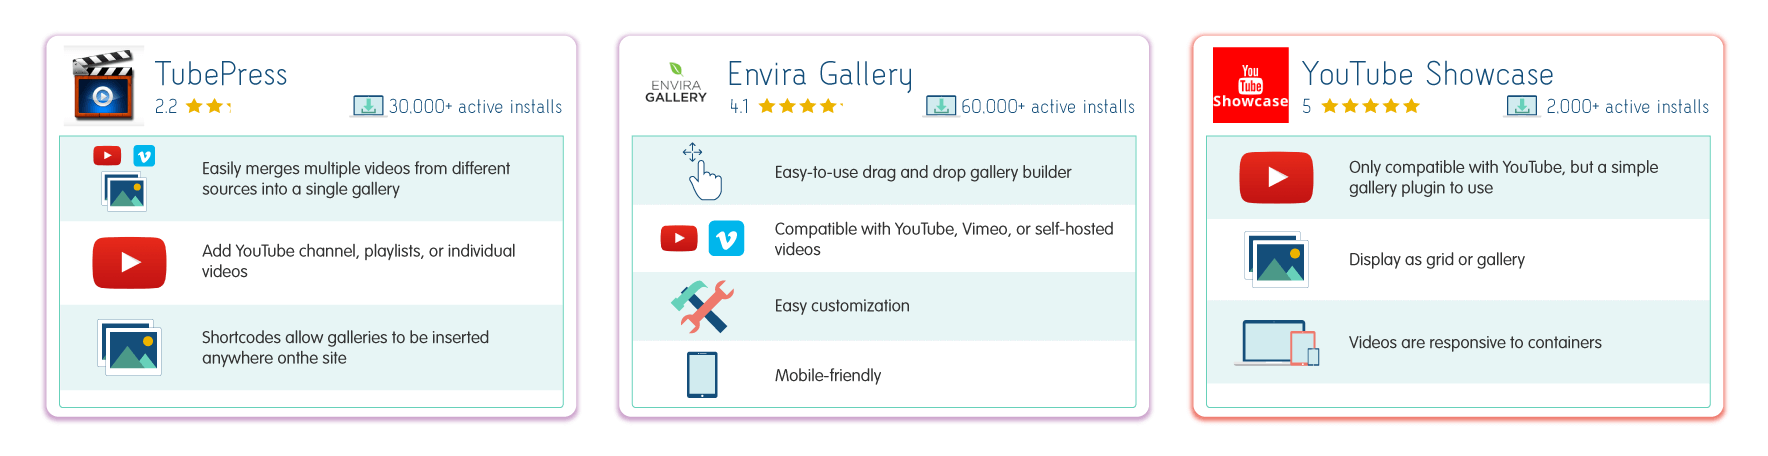 TubePress
2.2
30,000+ active installs
Easily merges multiple videos from different
sources into a single gallery
Add YouTube channel, playlists, or individual
videos
Shortcodes allow galleries to be inserted
anywhere onthe site
ENVIRA
GALLERY
Envira Gallery
4.1
60,000+ active installs
Easy-to-use drag and drop gallery builder
Compatible with YouTube, Vimeo, or self-hosted
videos
Easy customization
Mobile-friendly
You
Tube
Showcase
YouTube Showcase
5
2,000+ active installs
Only compatible with YouTube, but a simple
gallery plugin to use
Display as grid or gallery
Videos are responsive to containers